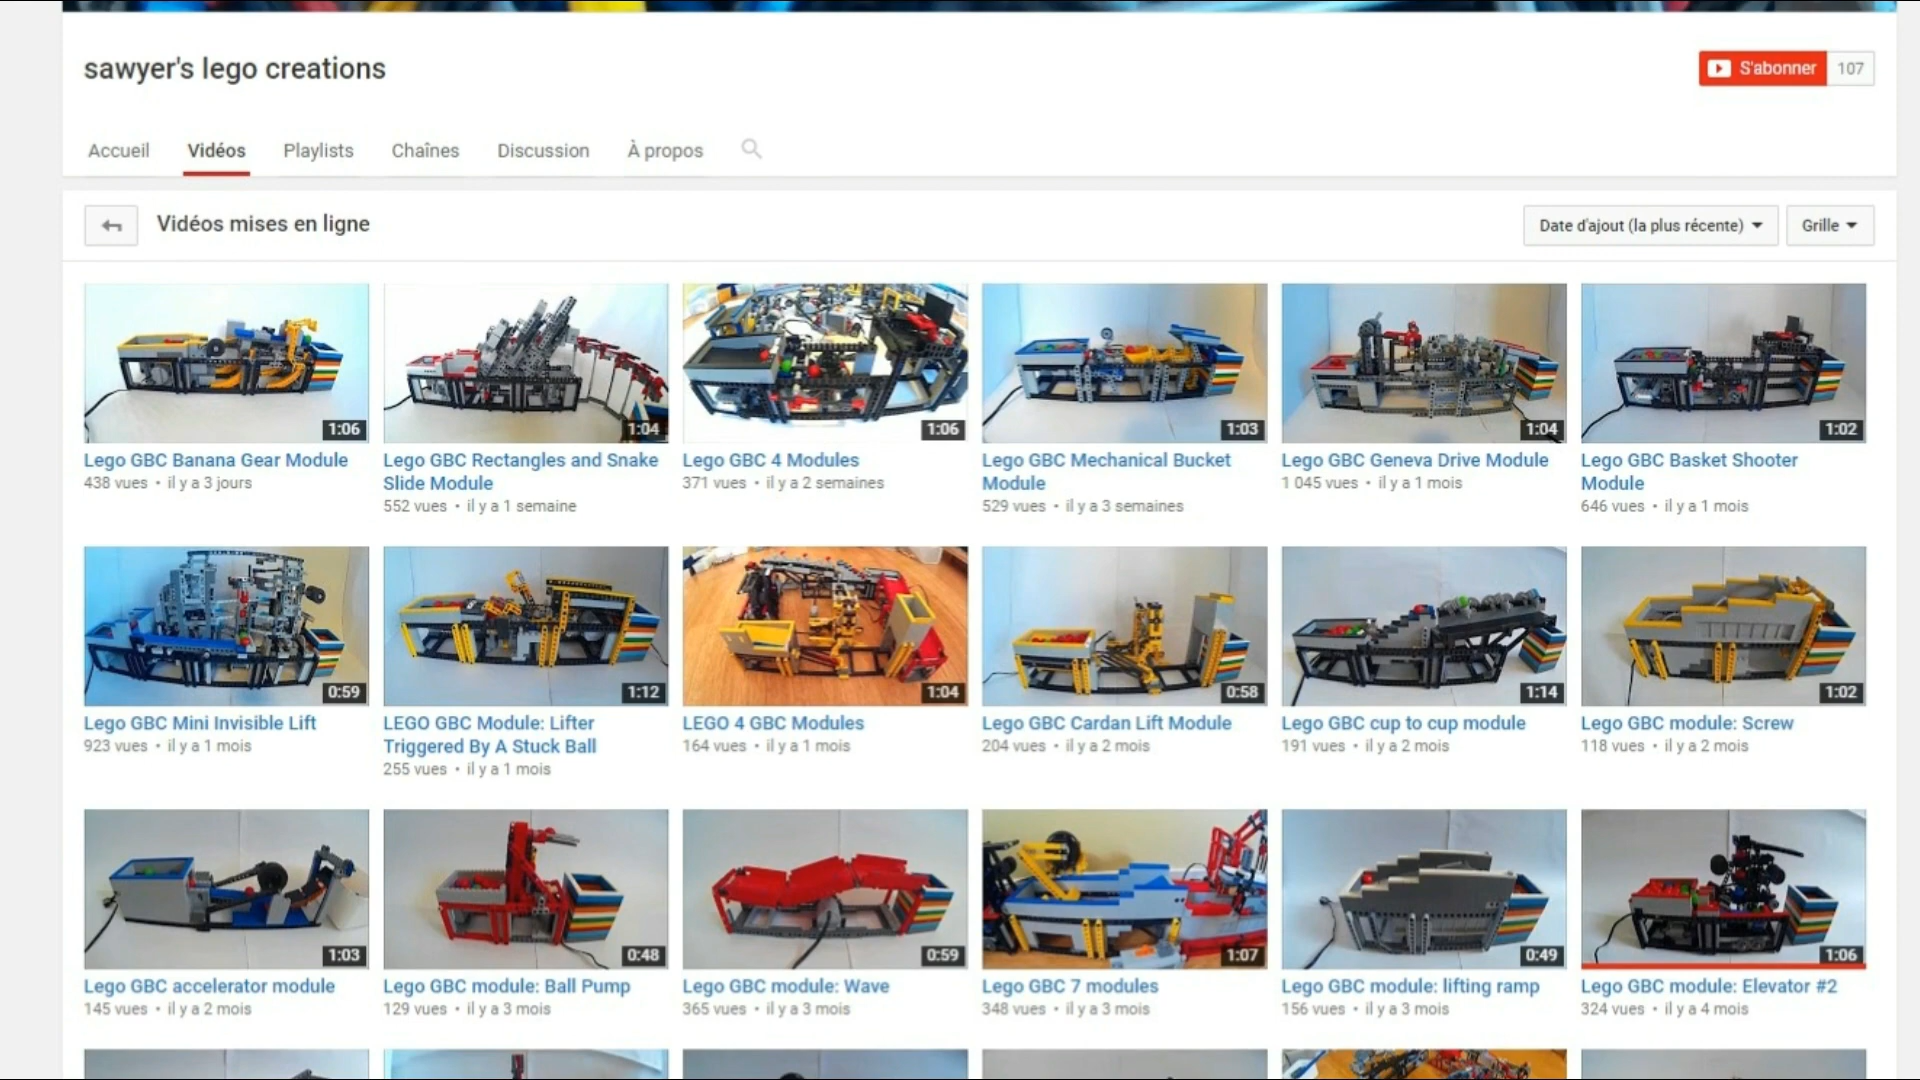 sawyer's lego creations
S'abonner 107
Accueil Vidéos Playlists Chaînes Discussion À propos
Vidéos mises en ligne
Date d'ajout (la plus récente) Grille
1:06 1:04 1:06 1:03 1:04 1:02
Lego GBC Banana Gear Module
438 vues • il y a 3 jours
Lego GBC Rectangles and Snake
Slide Module
552 vues • il y a 1 semaine
Lego GBC 4 Modules
371 vues • il y a 2 semaines
Lego GBC Mechanical Bucket
Module
529 vues • il y a 3 semaines
Lego GBC Geneva Drive Module
1 045 vues • il y a 1 mois
Lego GBC Basket Shooter
Module
646 vues • il y a 1 mois
0:59 1:12 1:04 0:58 1:14 1:02
Lego GBC Mini Invisible Lift
923 vues • il y a 1 mois
LEGO GBC Module: Lifter
Triggered By A Stuck Ball
255 vues • il y a 1 mois
LEGO 4 GBC Modules
164 vues • il y a 1 mois
Lego GBC Cardan Lift Module
204 vues • il y a 2 mois
Lego GBC cup to cup module
191 vues • il y a 2 mois
Lego GBC module: Screw
118 vues • il y a 2 mois
1:03 0:48 0:59 1:07 0:49 1:06
Lego GBC accelerator module
145 vues • il y a 2 mois
Lego GBC module: Ball Pump
129 vues • il y a 3 mois
Lego GBC module: Wave
365 vues • il y a 3 mois
Lego GBC 7 modules
348 vues • il y a 3 mois
Lego GBC module: lifting ramp
156 vues • il y a 3 mois
Lego GBC module: Elevator #2
324 vues • il y a 4 mois